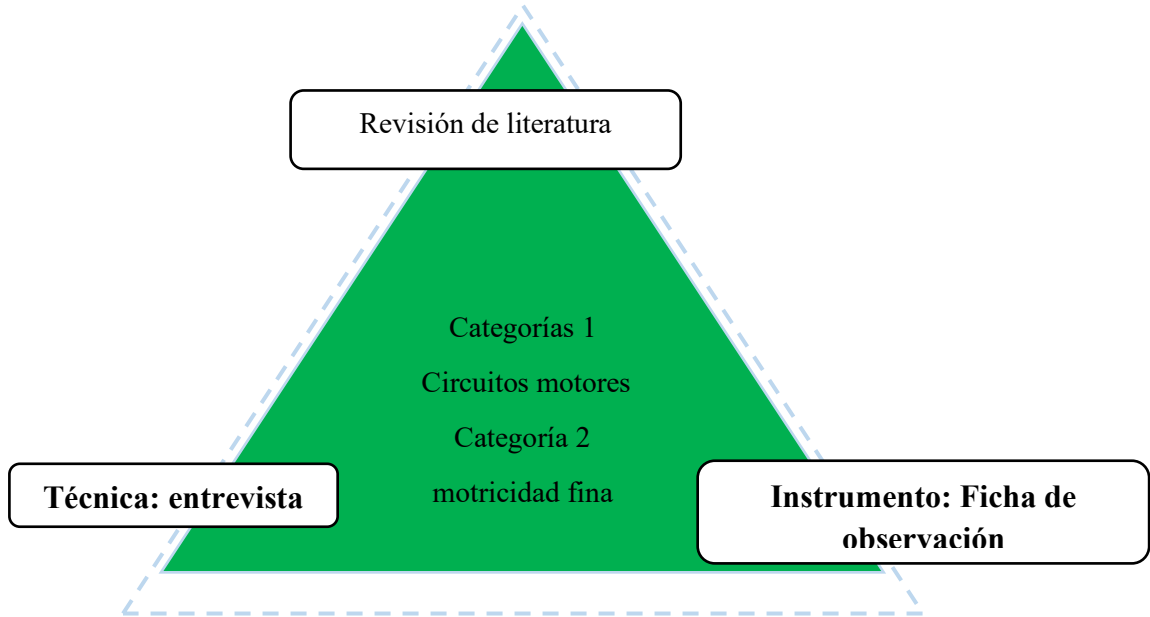 Revisión de literatura
Categorías 1
Circuitos motores
Categoría 2
motricidad fina
Técnica: entrevista
Instrumento: Ficha de
observación